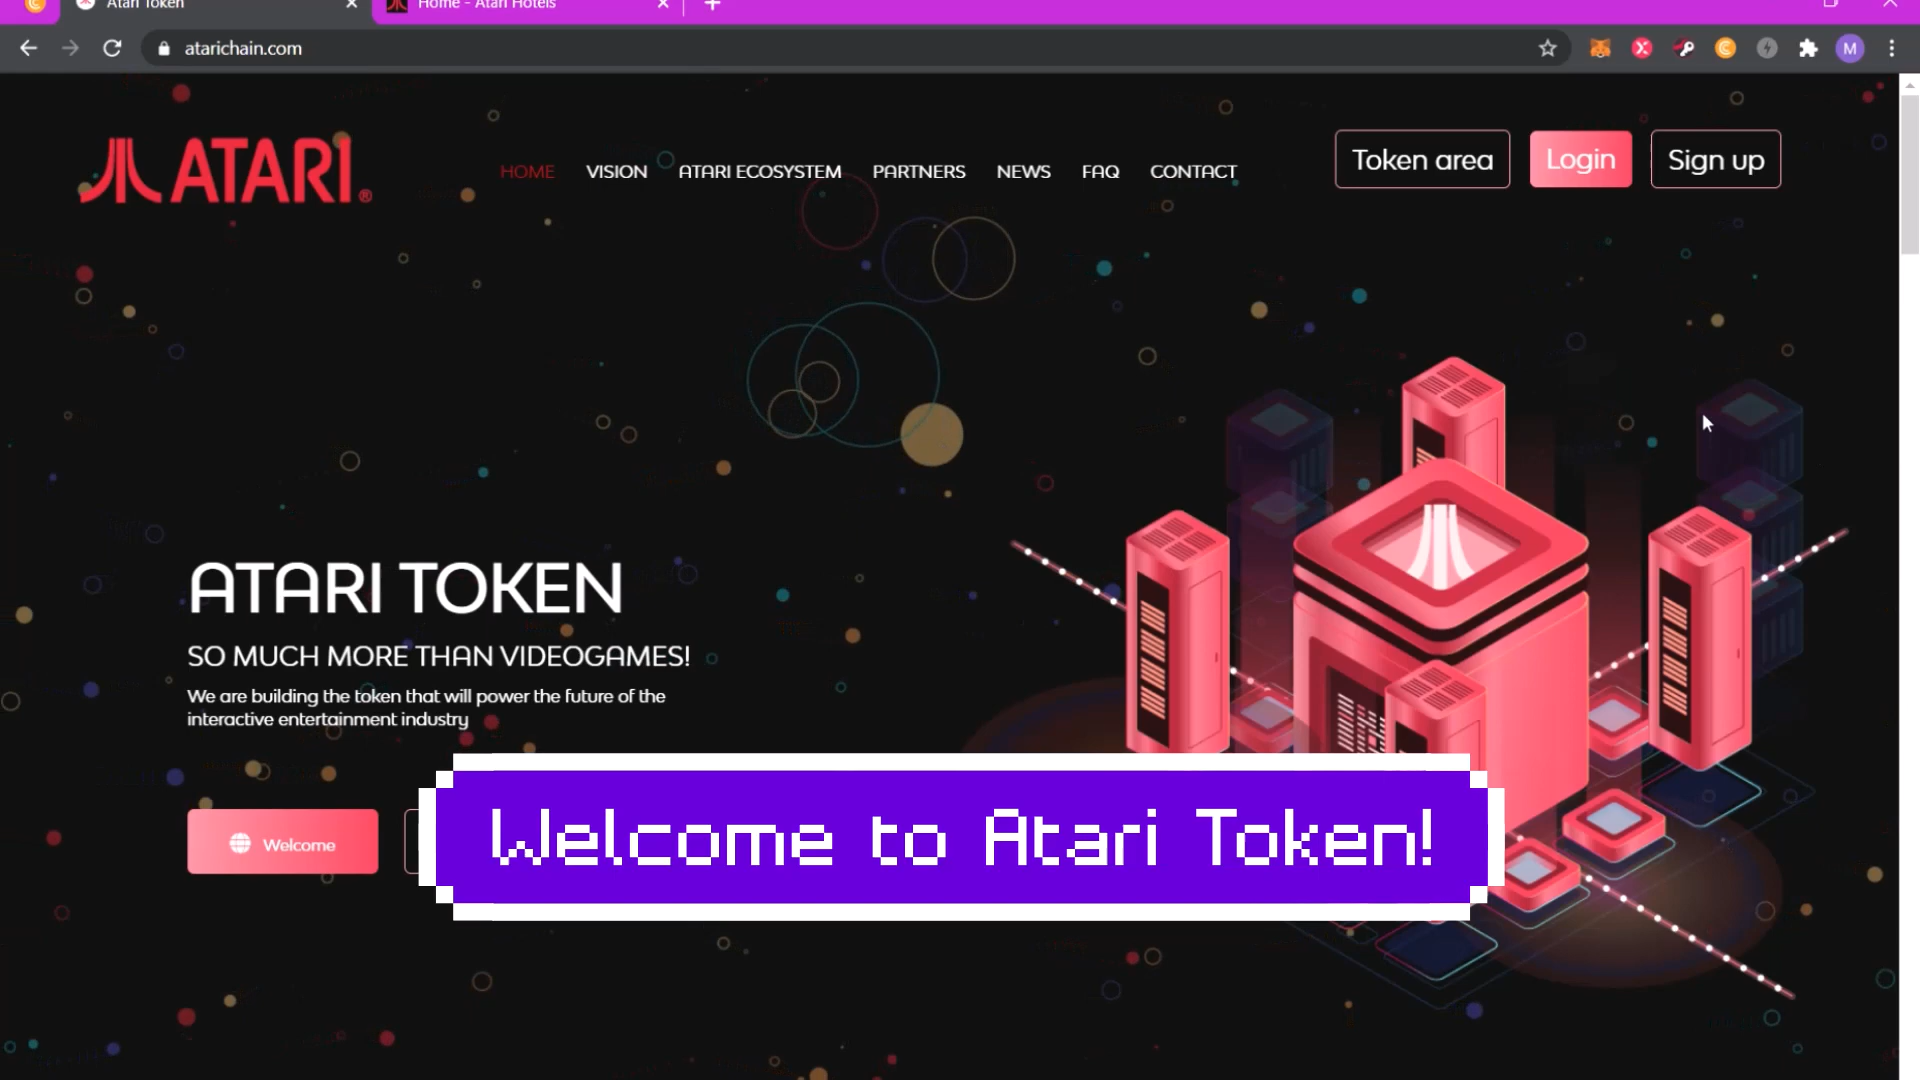 Atari Token
Home - Atari Hotels
atarichain.com
M
ATARI®
HOME
VISION
ATARI ECOSYSTEM
PARTNERS
NEWS
FAQ
CONTACT
Token area
Login
Sign up
ATARI TOKEN
SO MUCH MORE THAN VIDEOGAMES!
We are building the token that will power the future of the
interactive entertainment industry
Welcome
Welcome to Atari Token!